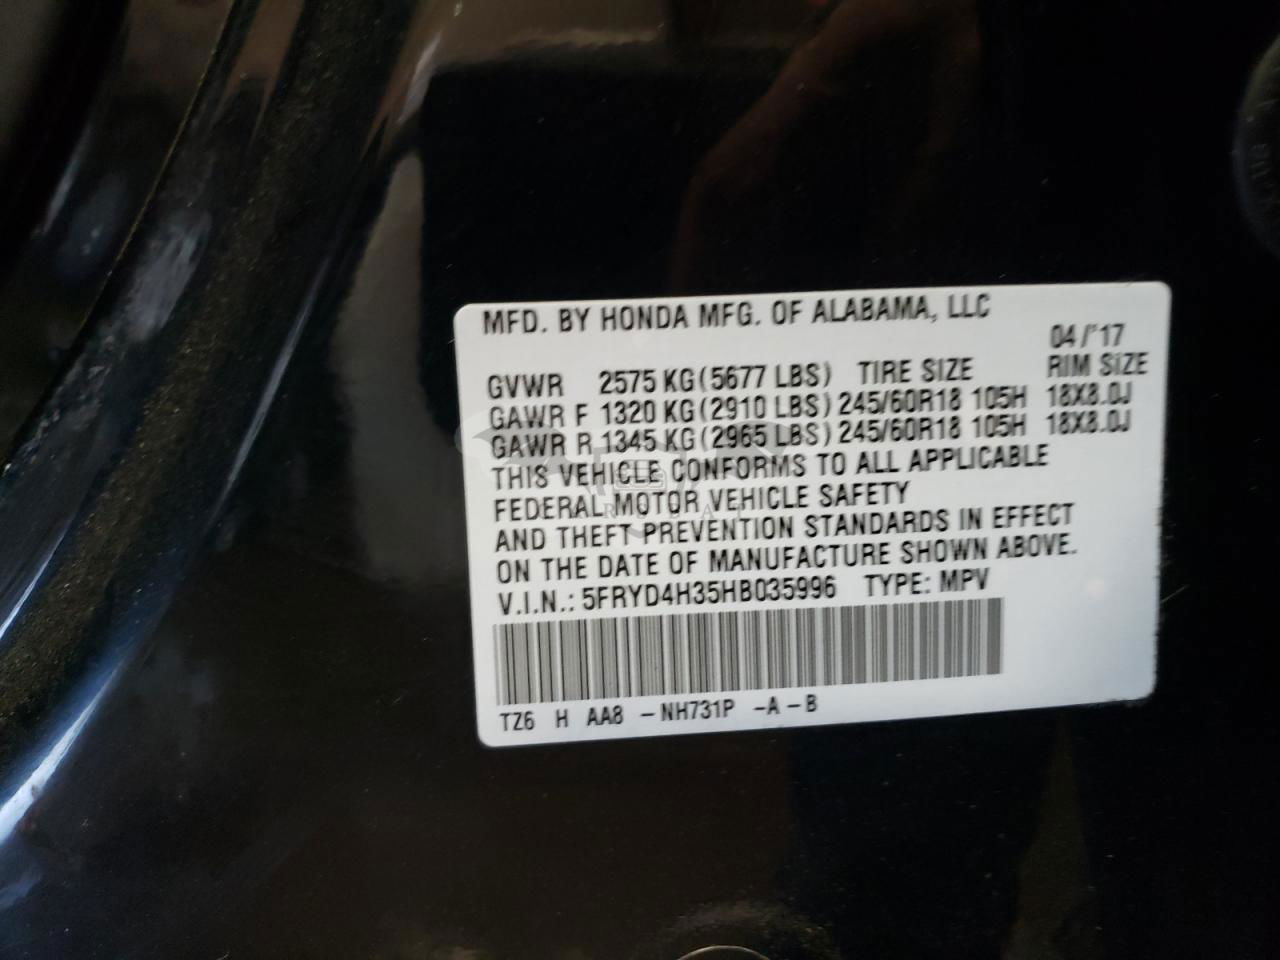 MFD. BY HONDA MFG. OF ALABAMA, LLC
04/'17
GVWR 2575 KG(5677 LBS) TIRE SIZE RIM SIZE
GAWR F 1320 KG(2910 LBS) 245/60R18 105H 18X8.0J
GAWR R 1345 KG(2965 LBS) 245/60R18 105H 18X8.0J
THIS VEHICLE CONFORMS TO ALL APPLICABLE
FEDERAL MOTOR VEHICLE SAFETY
AND THEFT PREVENTION STANDARDS IN EFFECT
ON THE DATE OF MANUFACTURE SHOWN ABOVE.
V.I.N.: 5FRYD4H35HB035996 TYPE: MPV
TZ6 H AA8 -NH731P -A-B